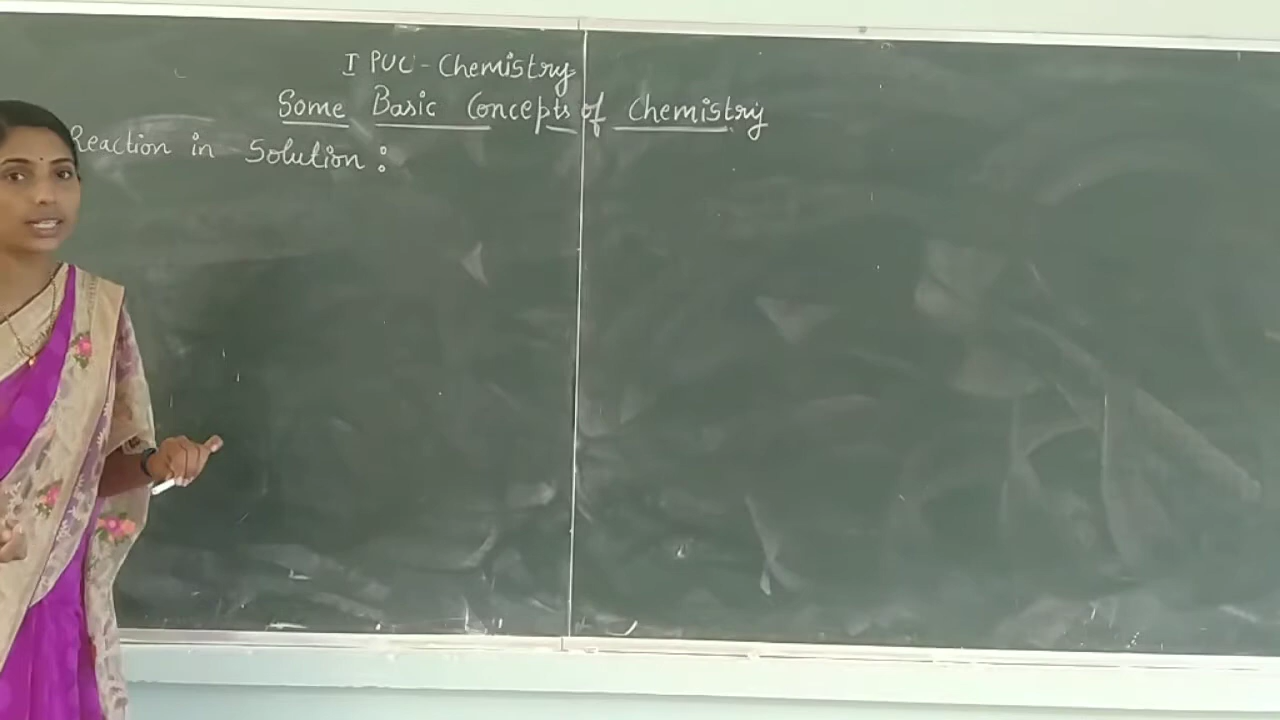 I PUC - Chemistry
Some Basic Concepts of Chemistry
Reaction in Solution :